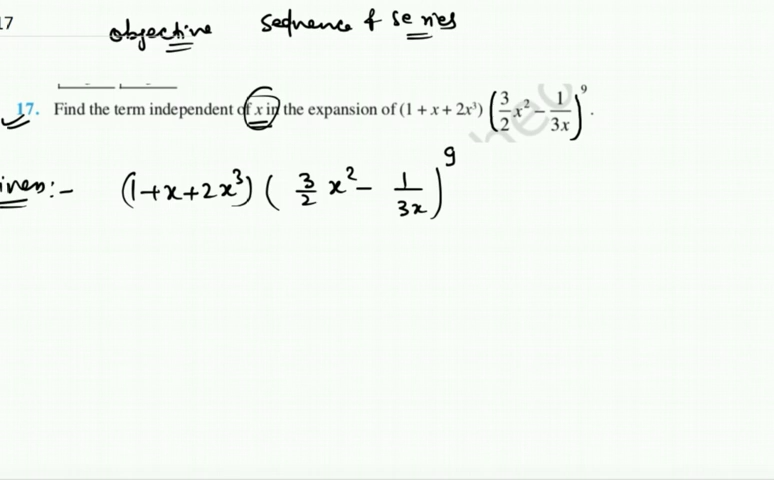 17
objective sequence & series
17. Find the term independent of x in the expansion of (1 + x + 2x³) (3/2 x² − 1/3x)⁹.
:- (1+x+2x³) ( 3/2 x² − 1/3x )⁹